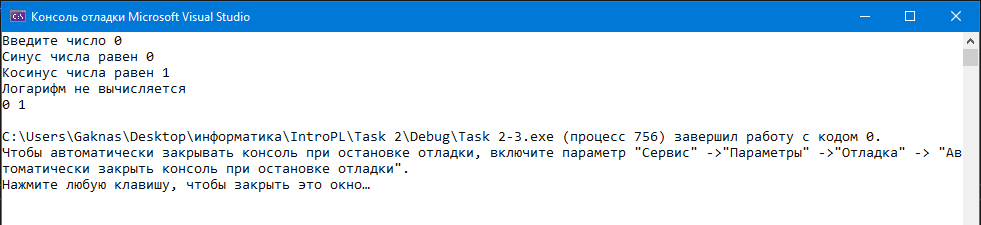 Консоль отладки Microsoft Visual Studio
Введите число 0
Синус числа равен 0
Косинус числа равен 1
Логарифм не вычисляется
0 1
C:\Users\Gaknas\Desktop\информатика\IntroPL\Task 2\Debug\Task 2-3.exe (процесс 756) завершил работу с кодом 0.
Чтобы автоматически закрывать консоль при остановке отладки, включите параметр "Сервис" ->"Параметры" ->"Отладка" -> "Ав
томатически закрыть консоль при остановке отладки".
Нажмите любую клавишу, чтобы закрыть это окно…